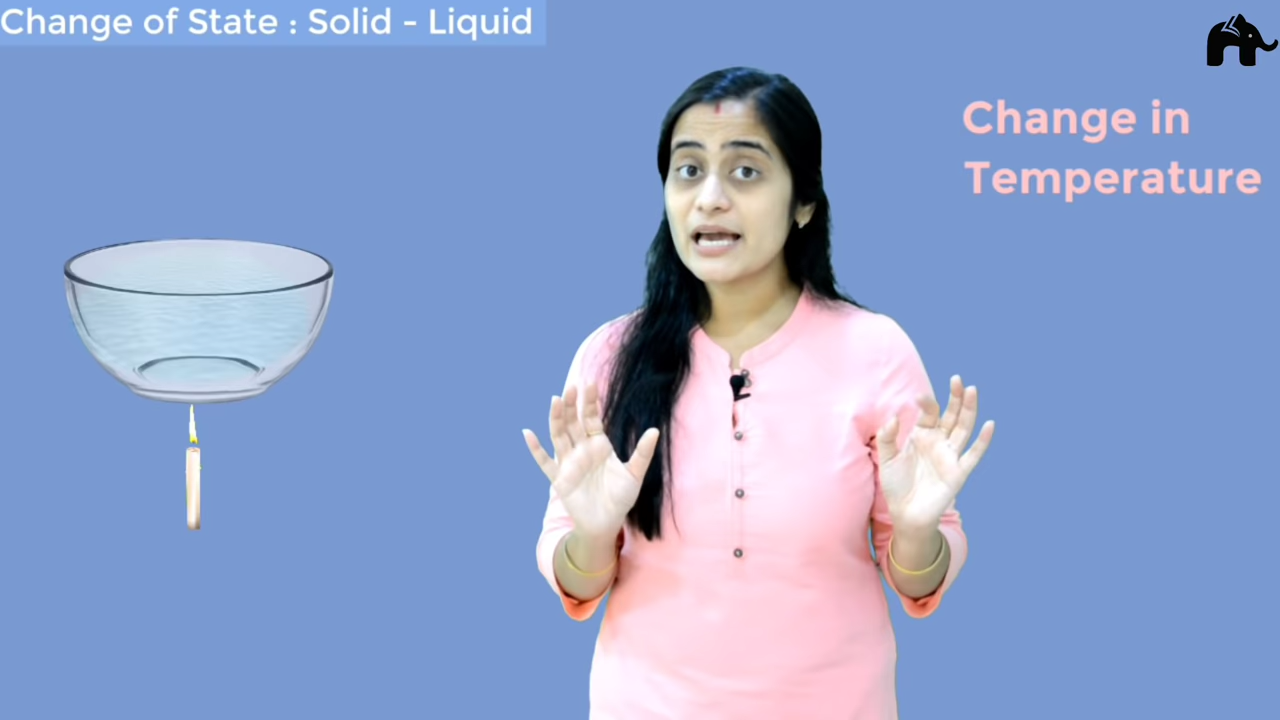 Change of State : Solid - Liquid
Change in
Temperature